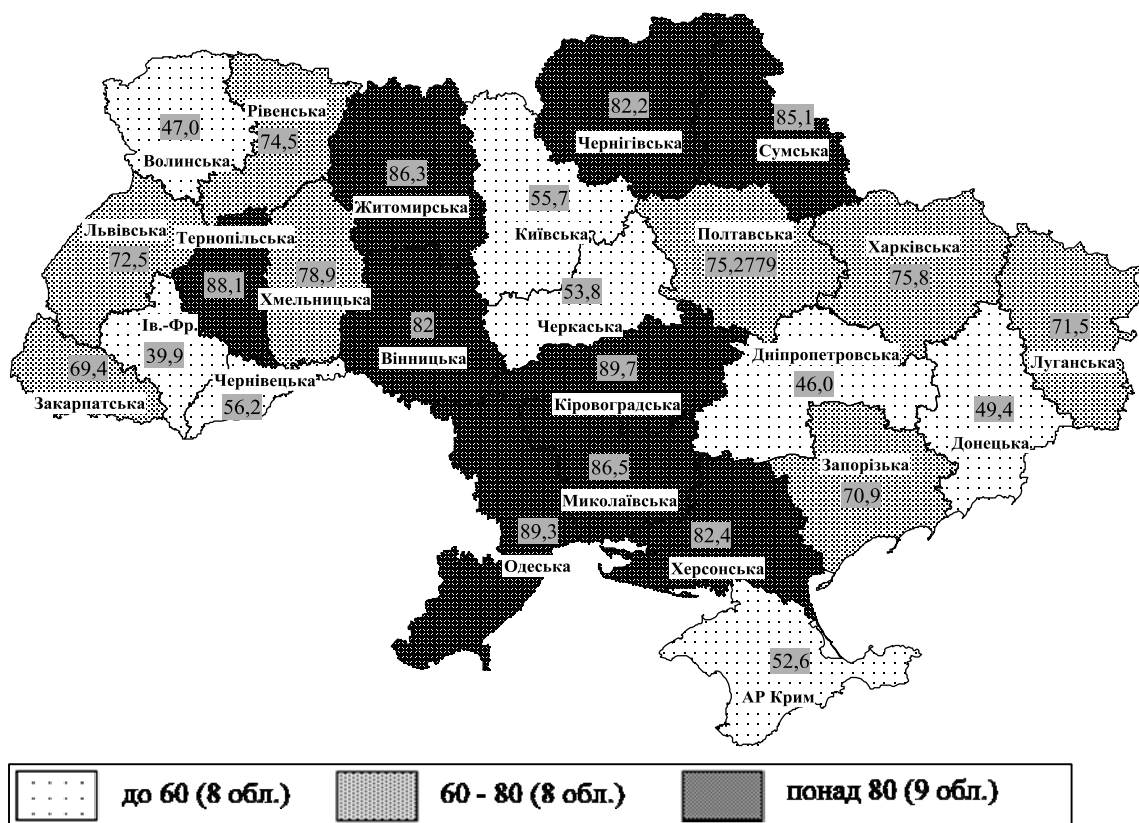 82,2
Чернігівська
85,1
Сумська
Рівенська
74,5
47,0
Волинська
86,3
Житомирська
55,7
Київська
Львівська
72,5
Тернопільська
88,1
78,9
Хмельницька
Полтавська
75,2779
Харківська
75,8
53,8
Черкаська
71,5
Луганська
Ів.-Фр.
39,9
82
Вінницька
69,4
Закарпатська
Чернівецька
56,2
89,7
Кіровоградська
Дніпропетровська
46,0
49,4
Донецька
86,5
Миколаївська
Запорізька
70,9
89,3
Одеська
82,4
Херсонська
52,6
АР Крим
до 60 (8 обл.)
60 - 80 (8 обл.)
понад 80 (9 обл.)